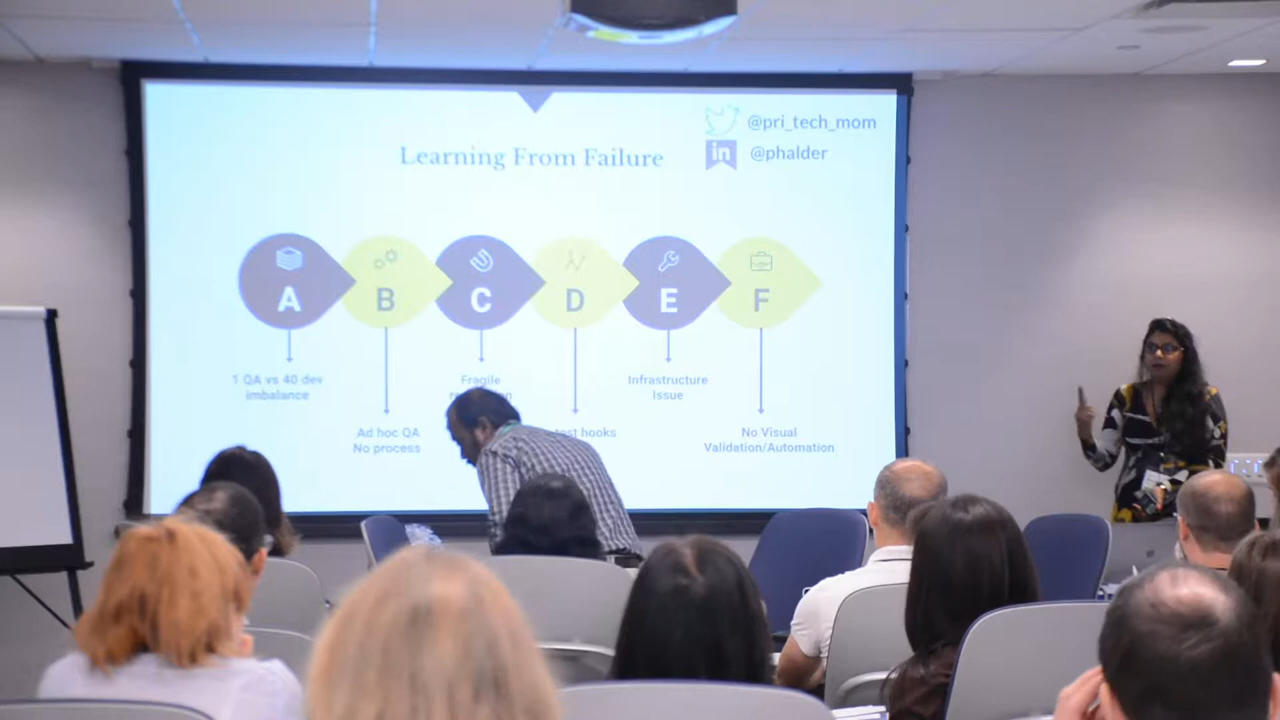 @pri_tech_mom
in @phalder
Learning From Failure
A B C D E F
1 QA vs 40 dev
imbalance
Ad hoc QA
No process
Fragile
test hooks
Infrastructure
Issue
No Visual
Validation/Automation